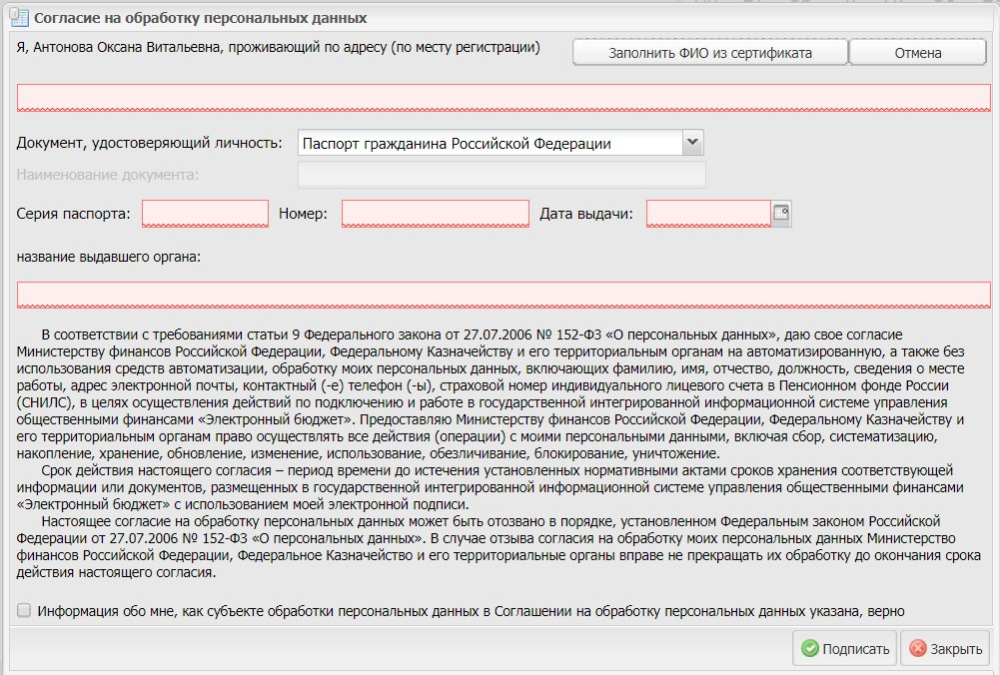 Согласие на обработку персональных данных
Я, Антонова Оксана Витальевна, проживающий по адресу (по месту регистрации)
Заполнить ФИО из сертификата
Отмена
Документ, удостоверяющий личность:
Паспорт гражданина Российской Федерации
Наименование документа:
Серия паспорта:
Номер:
Дата выдачи:
название выдавшего органа:
В соответствии с требованиями статьи 9 Федерального закона от 27.07.2006 № 152-ФЗ «О персональных данных», даю свое согласие
Министерству финансов Российской Федерации, Федеральному Казначейству и его территориальным органам на автоматизированную, а также без
использования средств автоматизации, обработку моих персональных данных, включающих фамилию, имя, отчество, должность, сведения о месте
работы, адрес электронной почты, контактный (-е) телефон (-ы), страховой номер индивидуального лицевого счета в Пенсионном фонде России
(СНИЛС), в целях осуществления действий по подключению и работе в государственной интегрированной информационной системе управления
общественными финансами «Электронный бюджет». Предоставляю Министерству финансов Российской Федерации, Федеральному Казначейству и
его территориальным органам право осуществлять все действия (операции) с моими персональными данными, включая сбор, систематизацию,
накопление, хранение, обновление, изменение, использование, обезличивание, блокирование, уничтожение.
Срок действия настоящего согласия – период времени до истечения установленных нормативными актами сроков хранения соответствующей
информации или документов, размещенных в государственной интегрированной информационной системе управления общественными финансами
«Электронный бюджет» с использованием моей электронной подписи.
Настоящее согласие на обработку персональных данных может быть отозвано в порядке, установленном Федеральным законом Российской
Федерации от 27.07.2006 № 152-ФЗ «О персональных данных». В случае отзыва согласия на обработку моих персональных данных Министерство
финансов Российской Федерации, Федеральное Казначейство и его территориальные органы вправе не прекращать их обработку до окончания срока
действия настоящего согласия.
Информация обо мне, как субъекте обработки персональных данных в Соглашении на обработку персональных данных указана, верно
Подписать
Закрыть